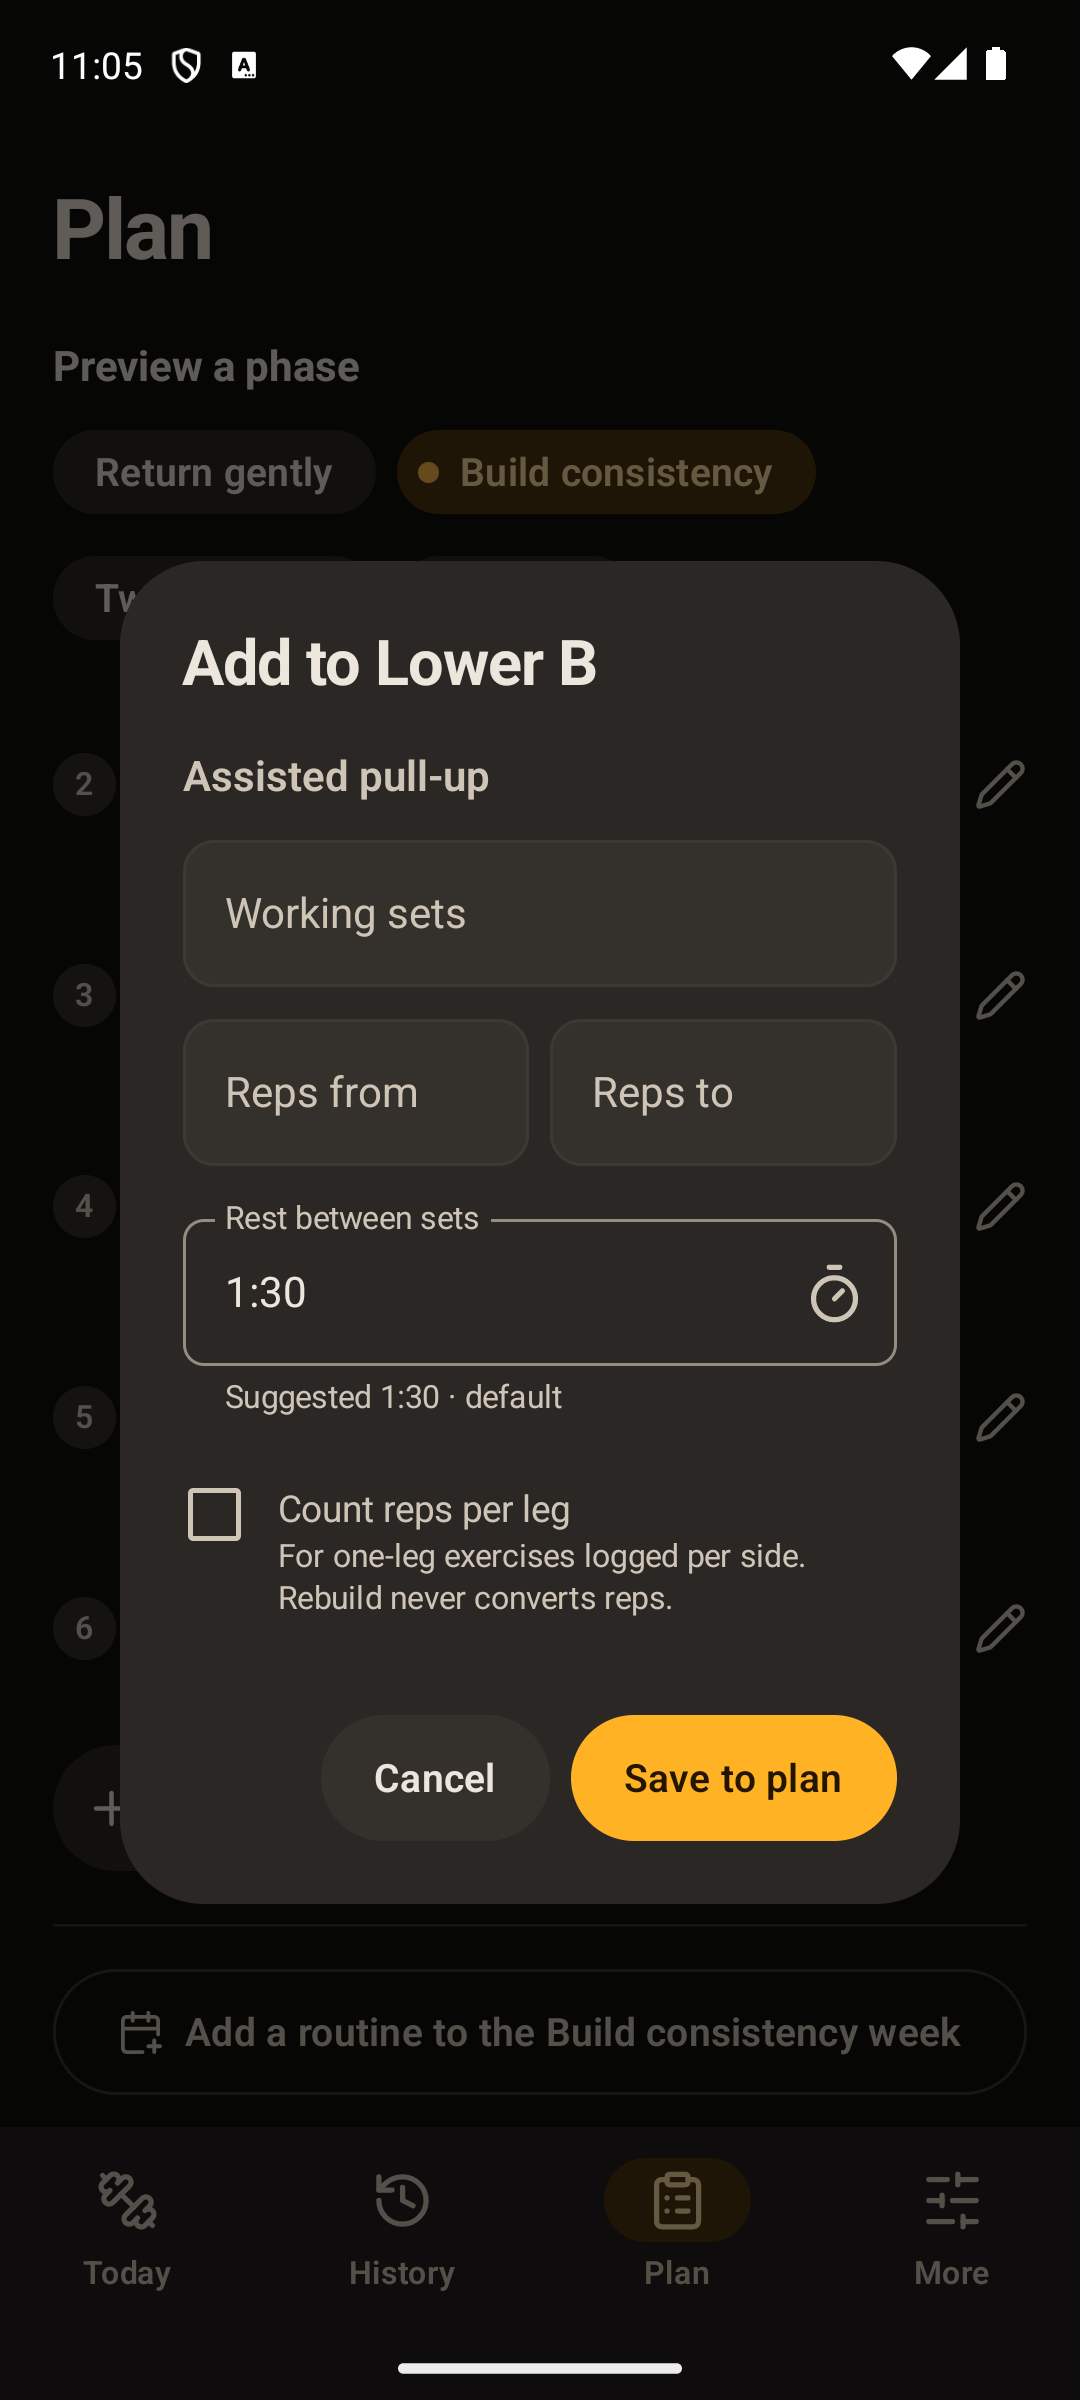 11:05
Plan
Preview a phase
Return gently
Build consistency
Add to Lower B
Assisted pull-up
2
Working sets
3
Reps from
Reps to
4
Rest between sets
1:30
Suggested 1:30 · default
5
Count reps per leg
For one-leg exercises logged per side.
Rebuild never converts reps.
6
Cancel
Save to plan
Add a routine to the Build consistency week
Today
History
Plan
More